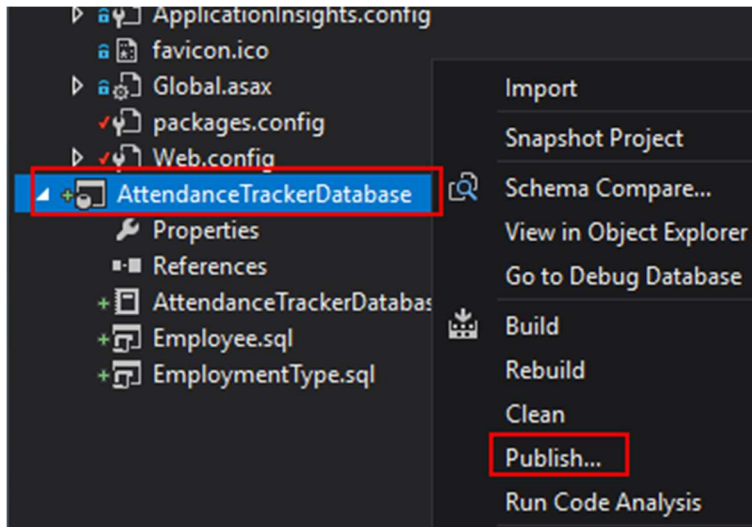 ApplicationInsights.config
favicon.ico
Global.asax
packages.config
Web.config
AttendanceTrackerDatabase
Properties
References
AttendanceTrackerDatabas
Employee.sql
EmploymentType.sql
Import
Snapshot Project
Schema Compare...
View in Object Explorer
Go to Debug Database
Build
Rebuild
Clean
Publish...
Run Code Analysis